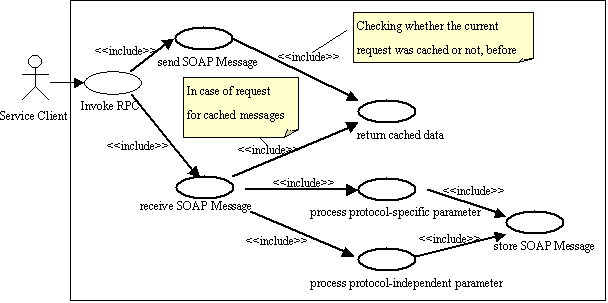 Checking whether the current
request was cached or not, before
<<include>>
<<include>>
send SOAP Message
In case of request
for cached messages
Service Client
Invoke RPC
return cached data
<<include>>
<<include>>
<<include>>
<<include>>
receive SOAP Message
process protocol-specific parameter
<<include>>
<<include>>
store SOAP Message
process protocol-independent parameter
<<include>>